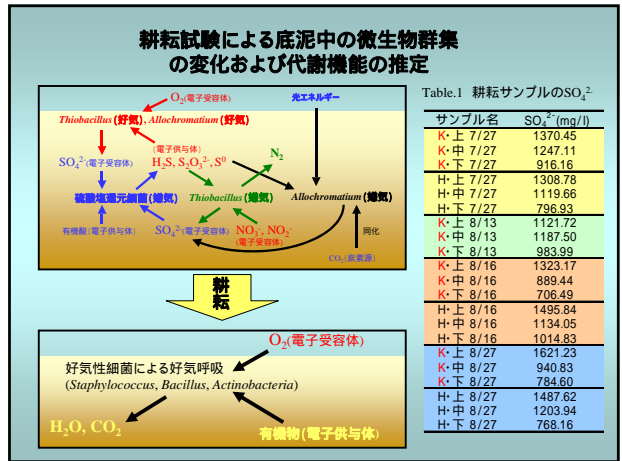 耕耘試験による底泥中の微生物群集
の変化および代謝機能の推定
O₂(電子受容体)
光エネルギー
Thiobacillus (好気), Allochromatium (好気)
(電子供与体)
N₂
SO₄²⁻(電子受容体)
H₂S, S₂O₃²⁻, S⁰
硫酸塩還元細菌(嫌気)
Thiobacillus (嫌気)
Allochromatium (嫌気)
有機酸(電子供与体)
SO₄²⁻(電子受容体)
NO₃⁻, NO₂⁻
(電子受容体)
同化
CO₂(炭素源)
耕
耘
O₂(電子受容体)
好気性細菌による好気呼吸
(Staphylococcus, Bacillus, Actinobacteria)
H₂O, CO₂
有機物(電子供与体)
Table.1 耕耘サンプルのSO₄²⁻
サンプル名 SO₄²⁻(mg/l)
K・上 7/27 1370.45
K・中 7/27 1247.11
K・下 7/27 916.16
H・上 7/27 1308.78
H・中 7/27 1119.66
H・下 7/27 796.93
K・上 8/13 1121.72
K・中 8/13 1187.50
K・下 8/13 983.99
K・上 8/16 1323.17
K・中 8/16 889.44
K・下 8/16 706.49
H・上 8/16 1495.84
H・中 8/16 1134.05
H・下 8/16 1014.83
K・上 8/27 1621.23
K・中 8/27 940.83
K・下 8/27 784.60
H・上 8/27 1487.62
H・中 8/27 1203.94
H・下 8/27 768.16